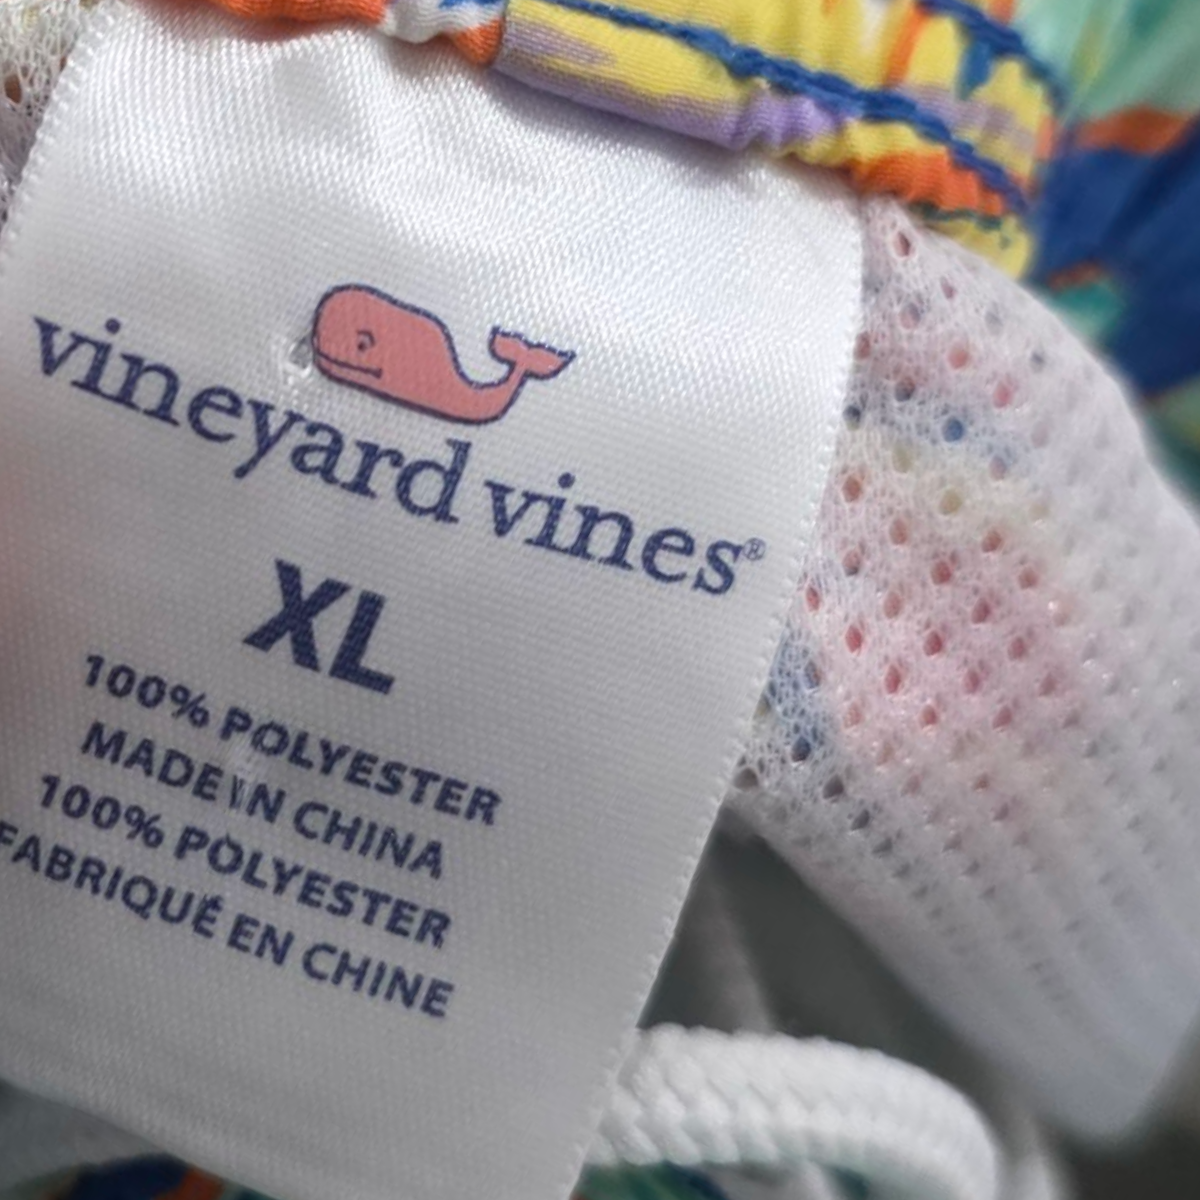 vineyard vines®
XL
100% POLYESTER
MADE IN CHINA
100% POLYESTER
FABRIQUÉ EN CHINE